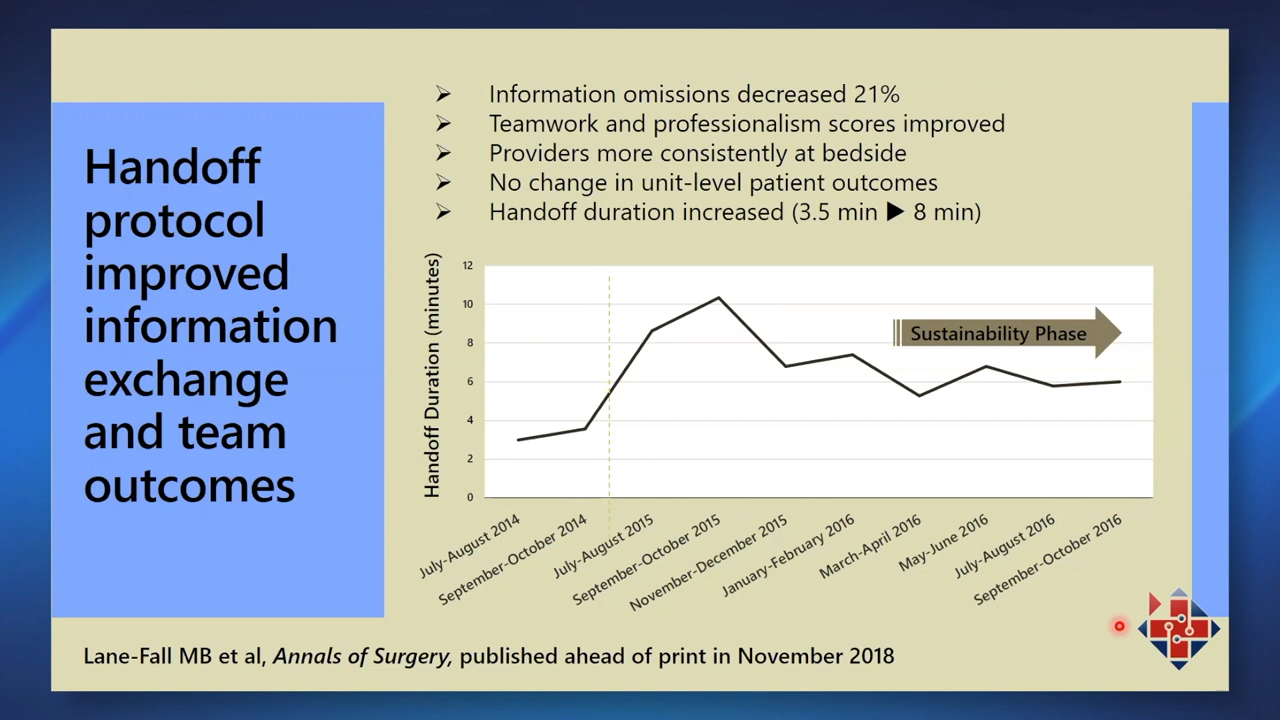 Handoff
protocol
improved
information
exchange
and team
outcomes
Information omissions decreased 21%
Teamwork and professionalism scores improved
Providers more consistently at bedside
No change in unit-level patient outcomes
Handoff duration increased (3.5 min ► 8 min)
Handoff Duration (minutes)
12
10
8
6
4
2
0
Sustainability Phase
July-August 2014
September-October 2014
July-August 2015
September-October 2015
November-December 2015
January-February 2016
March-April 2016
May-June 2016
July-August 2016
September-October 2016
Lane-Fall MB et al, Annals of Surgery, published ahead of print in November 2018